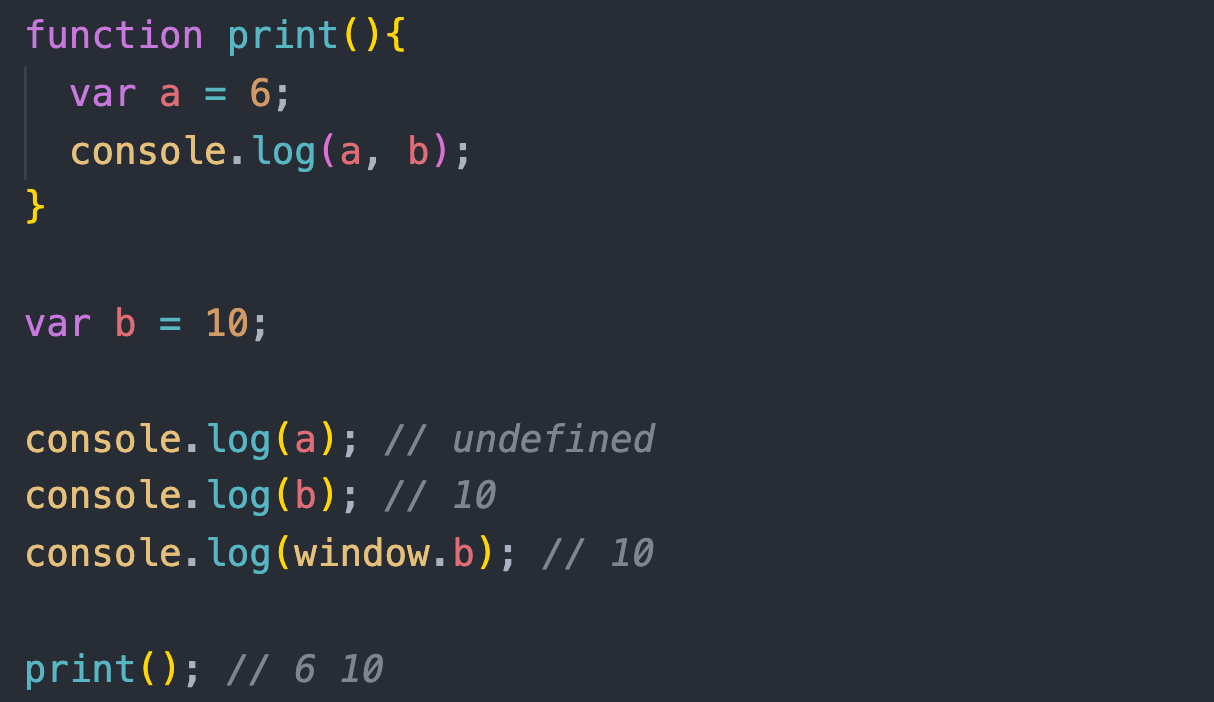 function print(){
  var a = 6;
  console.log(a, b);
}
var b = 10;
console.log(a); // undefined
console.log(b); // 10
console.log(window.b); // 10
print(); // 6 10